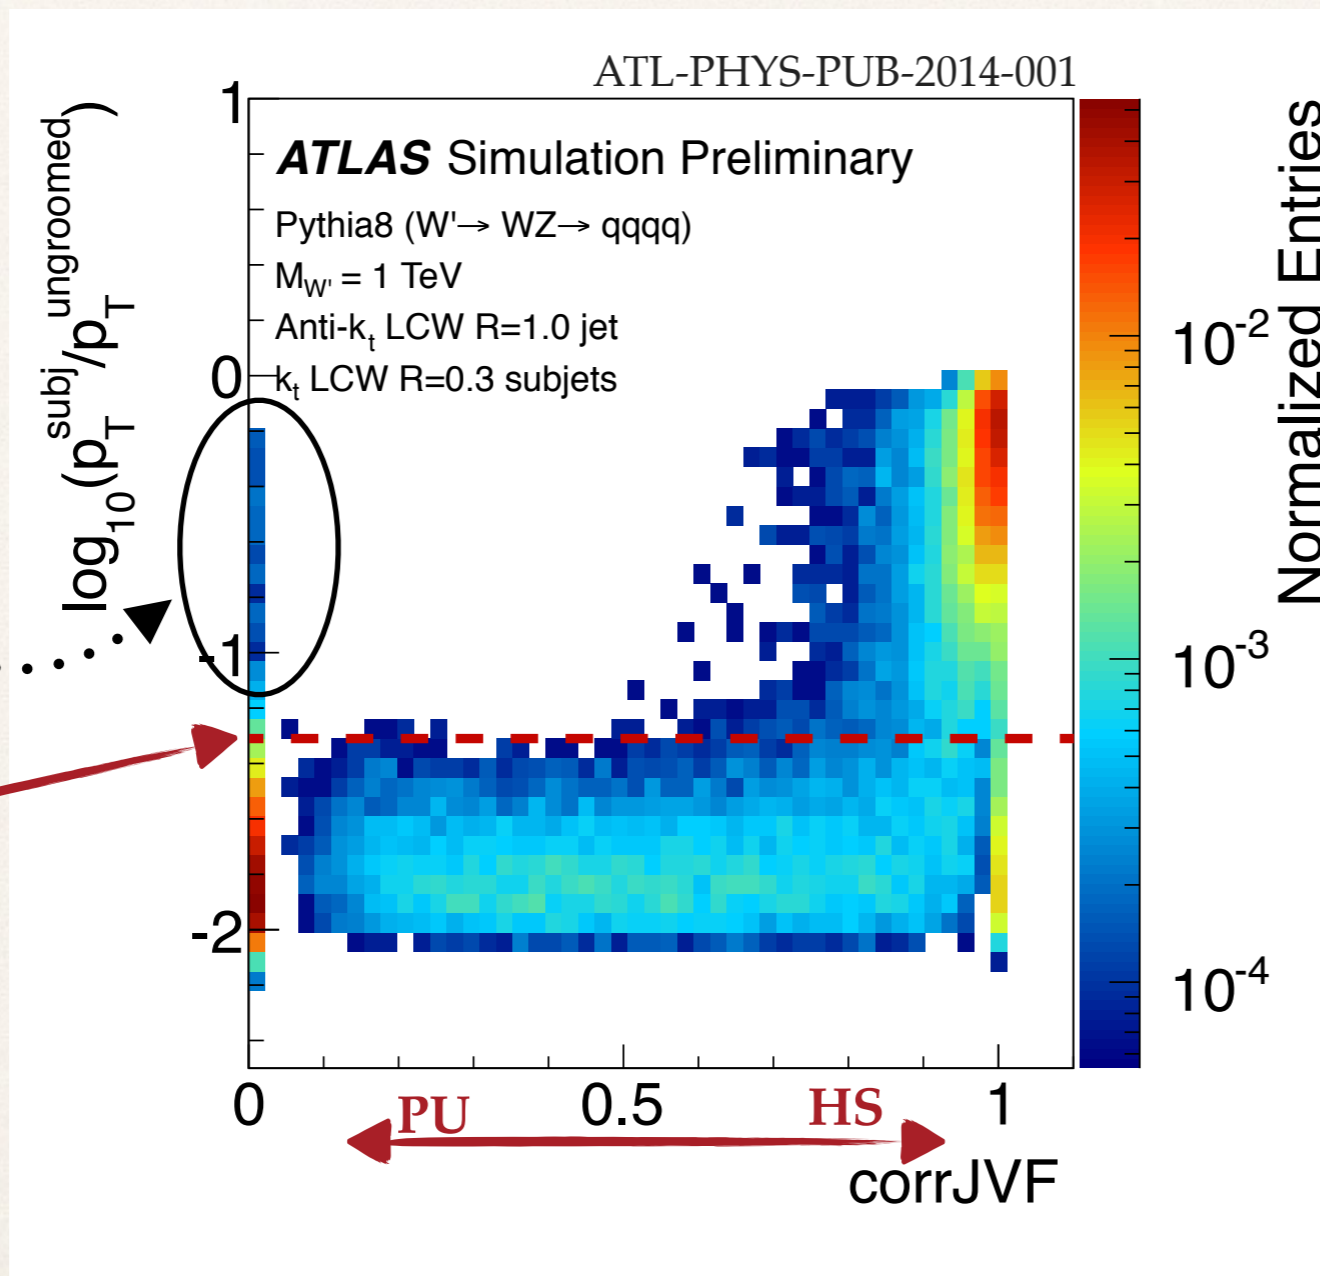 ATL-PHYS-PUB-2014-001
ATLAS Simulation Preliminary
Pythia8 (W'→ WZ→ qqqq)
M_W' = 1 TeV
Anti-k_t LCW R=1.0 jet
k_t LCW R=0.3 subjets
log_10(p_T^subj/p_T^ungroomed)
1
0
-1
-2
0
0.5
1
PU
HS
corrJVF
10^-2
10^-3
10^-4
Normalized Entries